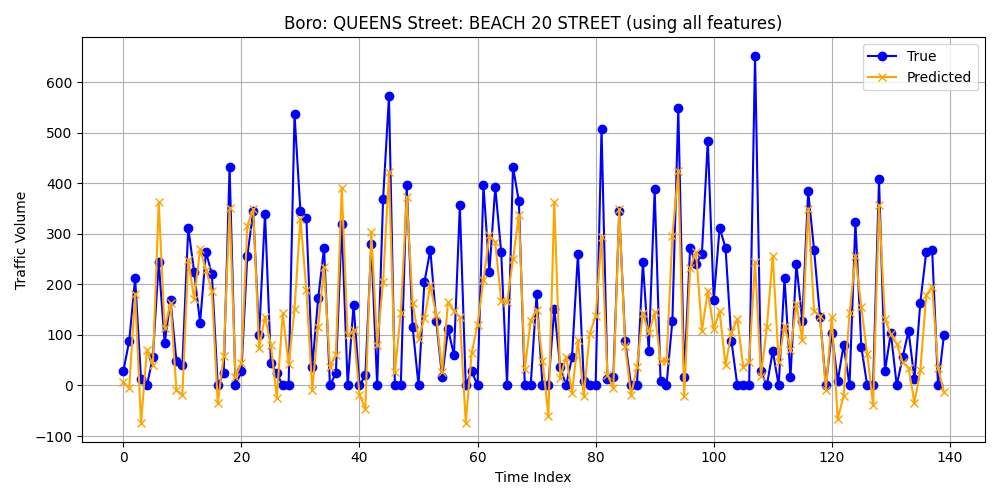 Boro: QUEENS Street: BEACH 20 STREET (using all features)
True
Predicted
Traffic Volume
600
500
400
300
200
100
0
−100
0 20 40 60 80 100 120 140
Time Index